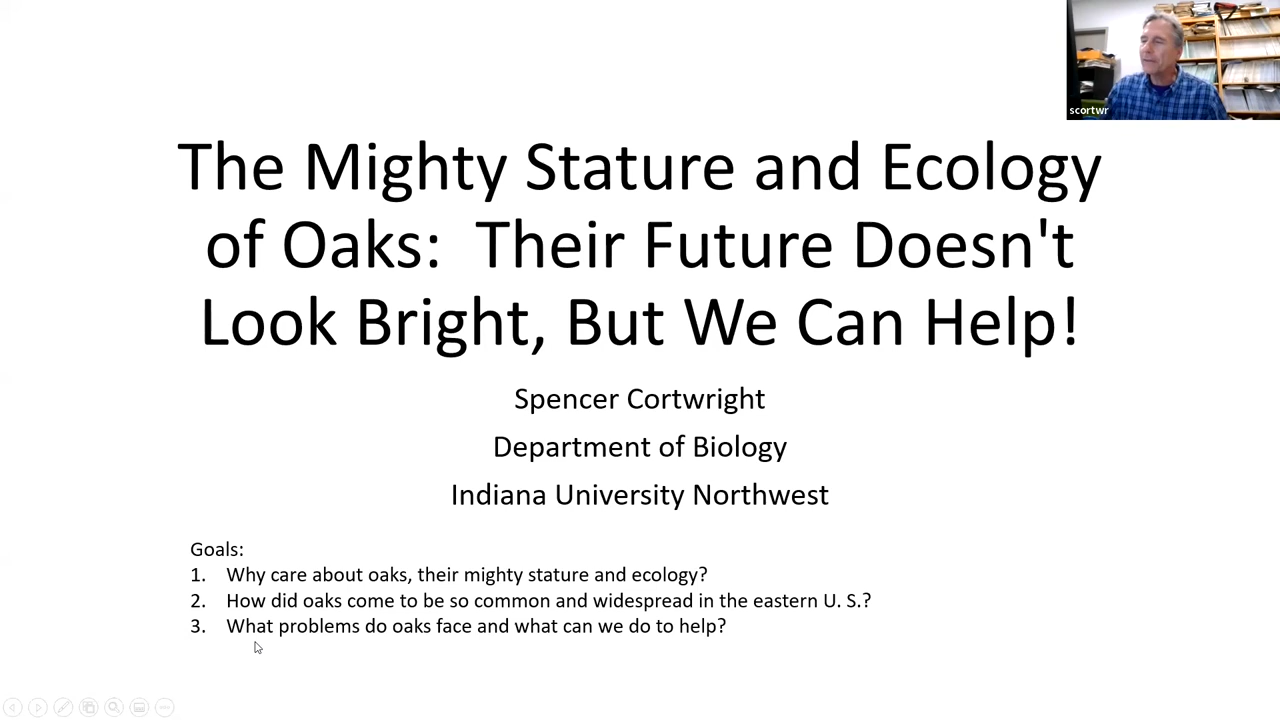 scortwr
The Mighty Stature and Ecology
of Oaks:  Their Future Doesn't
Look Bright, But We Can Help!
Spencer Cortwright
Department of Biology
Indiana University Northwest
Goals:
1. Why care about oaks, their mighty stature and ecology?
2. How did oaks come to be so common and widespread in the eastern U. S.?
3. What problems do oaks face and what can we do to help?